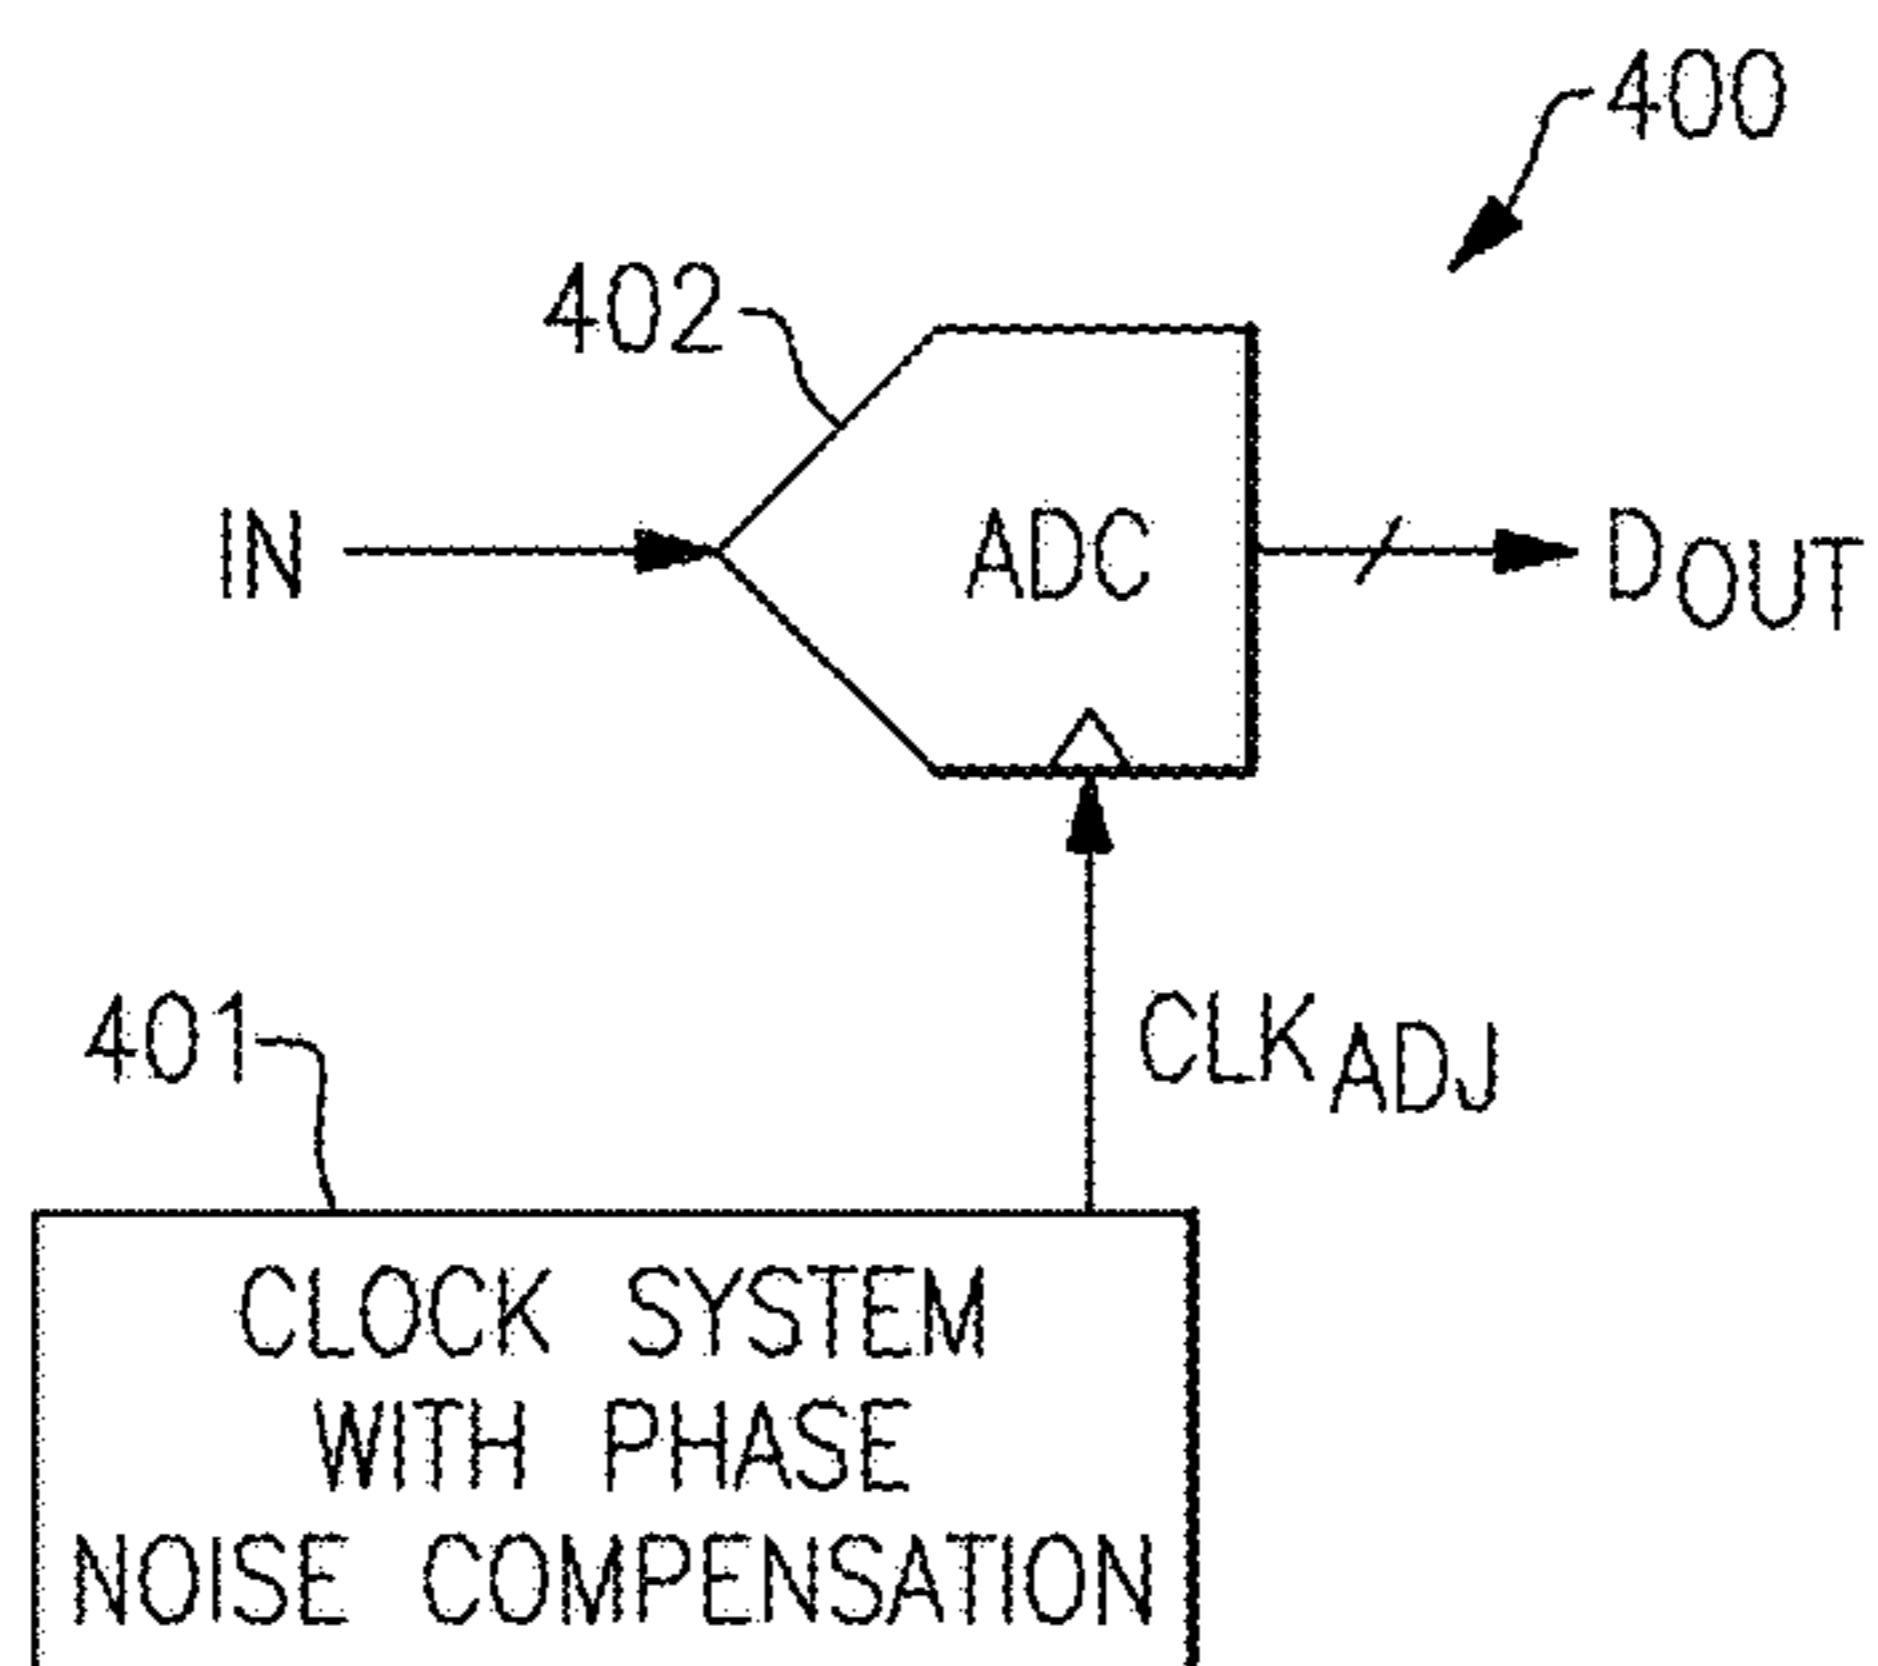 400
402
IN
ADC
DOUT
401
CLKADJ
CLOCK SYSTEM
WITH PHASE
NOISE COMPENSATION